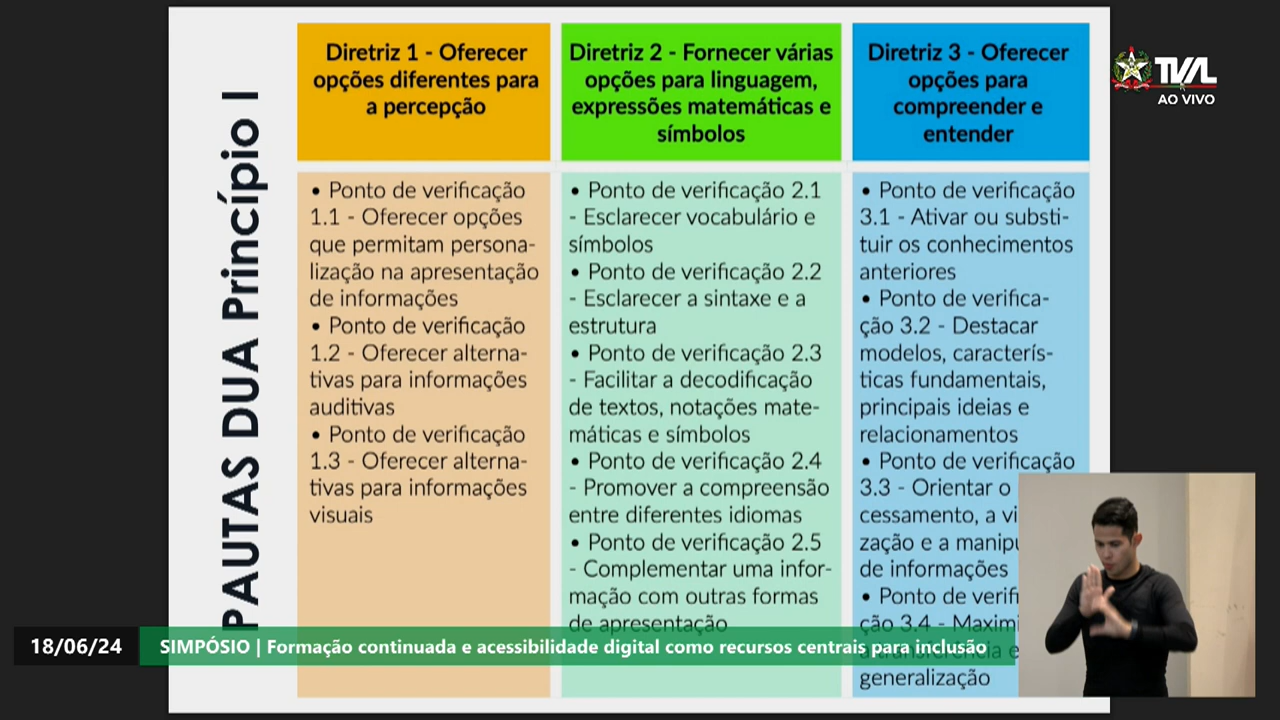 PAUTAS DUA Princípio I
Diretriz 1 - Oferecer
opções diferentes para
a percepção
• Ponto de verificação
1.1 - Oferecer opções
que permitam persona-
lização na apresentação
de informações
• Ponto de verificação
1.2 - Oferecer alterna-
tivas para informações
auditivas
• Ponto de verificação
1.3 - Oferecer alterna-
tivas para informações
visuais
Diretriz 2 - Fornecer várias
opções para linguagem,
expressões matemáticas e
símbolos
• Ponto de verificação 2.1
- Esclarecer vocabulário e
símbolos
• Ponto de verificação 2.2
- Esclarecer a sintaxe e a
estrutura
• Ponto de verificação 2.3
- Facilitar a decodificação
de textos, notações mate-
máticas e símbolos
• Ponto de verificação 2.4
- Promover a compreensão
entre diferentes idiomas
• Ponto de verificação 2.5
- Complementar uma infor-
mação com outras formas
de apresentação
Diretriz 3 - Oferecer
opções para
compreender e
entender
• Ponto de verificação
3.1 - Ativar ou substi-
tuir os conhecimentos
anteriores
• Ponto de verifica-
ção 3.2 - Destacar
modelos, caracterís-
ticas fundamentais,
principais ideias e
relacionamentos
• Ponto de verificação
3.3 - Orientar o
cessamento, a vi
zação e a manipu
de informações
• Ponto de verifi
ção 3.4 - Maximi
a transferência e
generalização
TVAL
AO VIVO
18/06/24
SIMPÓSIO | Formação continuada e acessibilidade digital como recursos centrais para inclusão